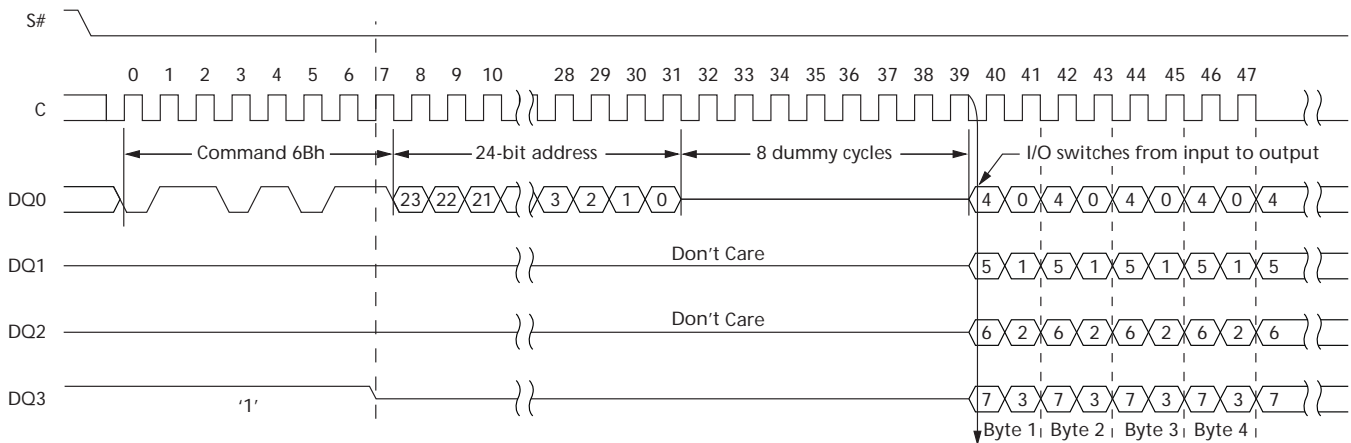 S#
0 1 2 3 4 5 6 7 8 9 10 28 29 30 31 32 33 34 35 36 37 38 39 40 41 42 43 44 45 46 47
C
Command 6Bh 24-bit address 8 dummy cycles I/O switches from input to output
DQ0 23 22 21 3 2 1 0 4 0 4 0 4 0 4 0 4
DQ1 Don't Care 5 1 5 1 5 1 5 1 5
DQ2 Don't Care 6 2 6 2 6 2 6 2 6
DQ3 '1' 7 3 7 3 7 3 7 3 7
Byte 1 Byte 2 Byte 3 Byte 4